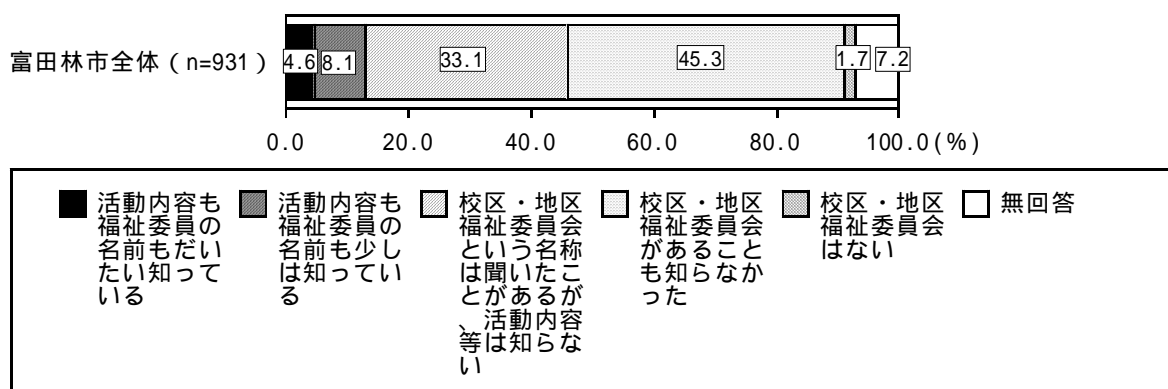 富田林市全体（n=931）
4.6 8.1 33.1 45.3 1.7 7.2
0.0 20.0 40.0 60.0 80.0 100.0(%)
活動内容も
福祉委員の
名前もだい
たい知って
いる
活動内容も
福祉委員の
名前も少し
は知ってい
る
校区・地区
福祉委員会
という名称
は聞いたこ
とがあるが
、活動内容
等は知らな
い
校区・地区
福祉委員会
があること
も知らなか
った
校区・地区
福祉委員会
はない
無回答